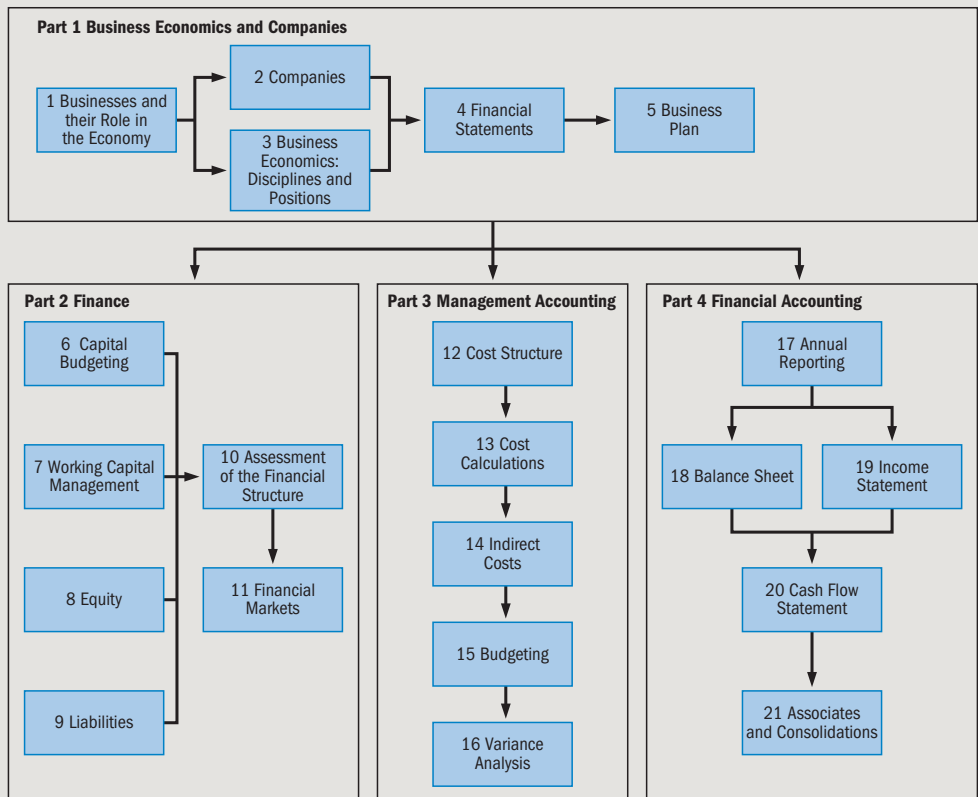 Part 1 Business Economics and Companies
1 Businesses and
their Role in
the Economy
2 Companies
3 Business
Economics:
Disciplines and
Positions
4 Financial
Statements
5 Business
Plan
Part 2 Finance
6 Capital
Budgeting
7 Working Capital
Management
8 Equity
9 Liabilities
10 Assessment
of the Financial
Structure
11 Financial
Markets
Part 3 Management Accounting
12 Cost Structure
13 Cost
Calculations
14 Indirect
Costs
15 Budgeting
16 Variance
Analysis
Part 4 Financial Accounting
17 Annual
Reporting
18 Balance Sheet
19 Income
Statement
20 Cash Flow
Statement
21 Associates
and Consolidations